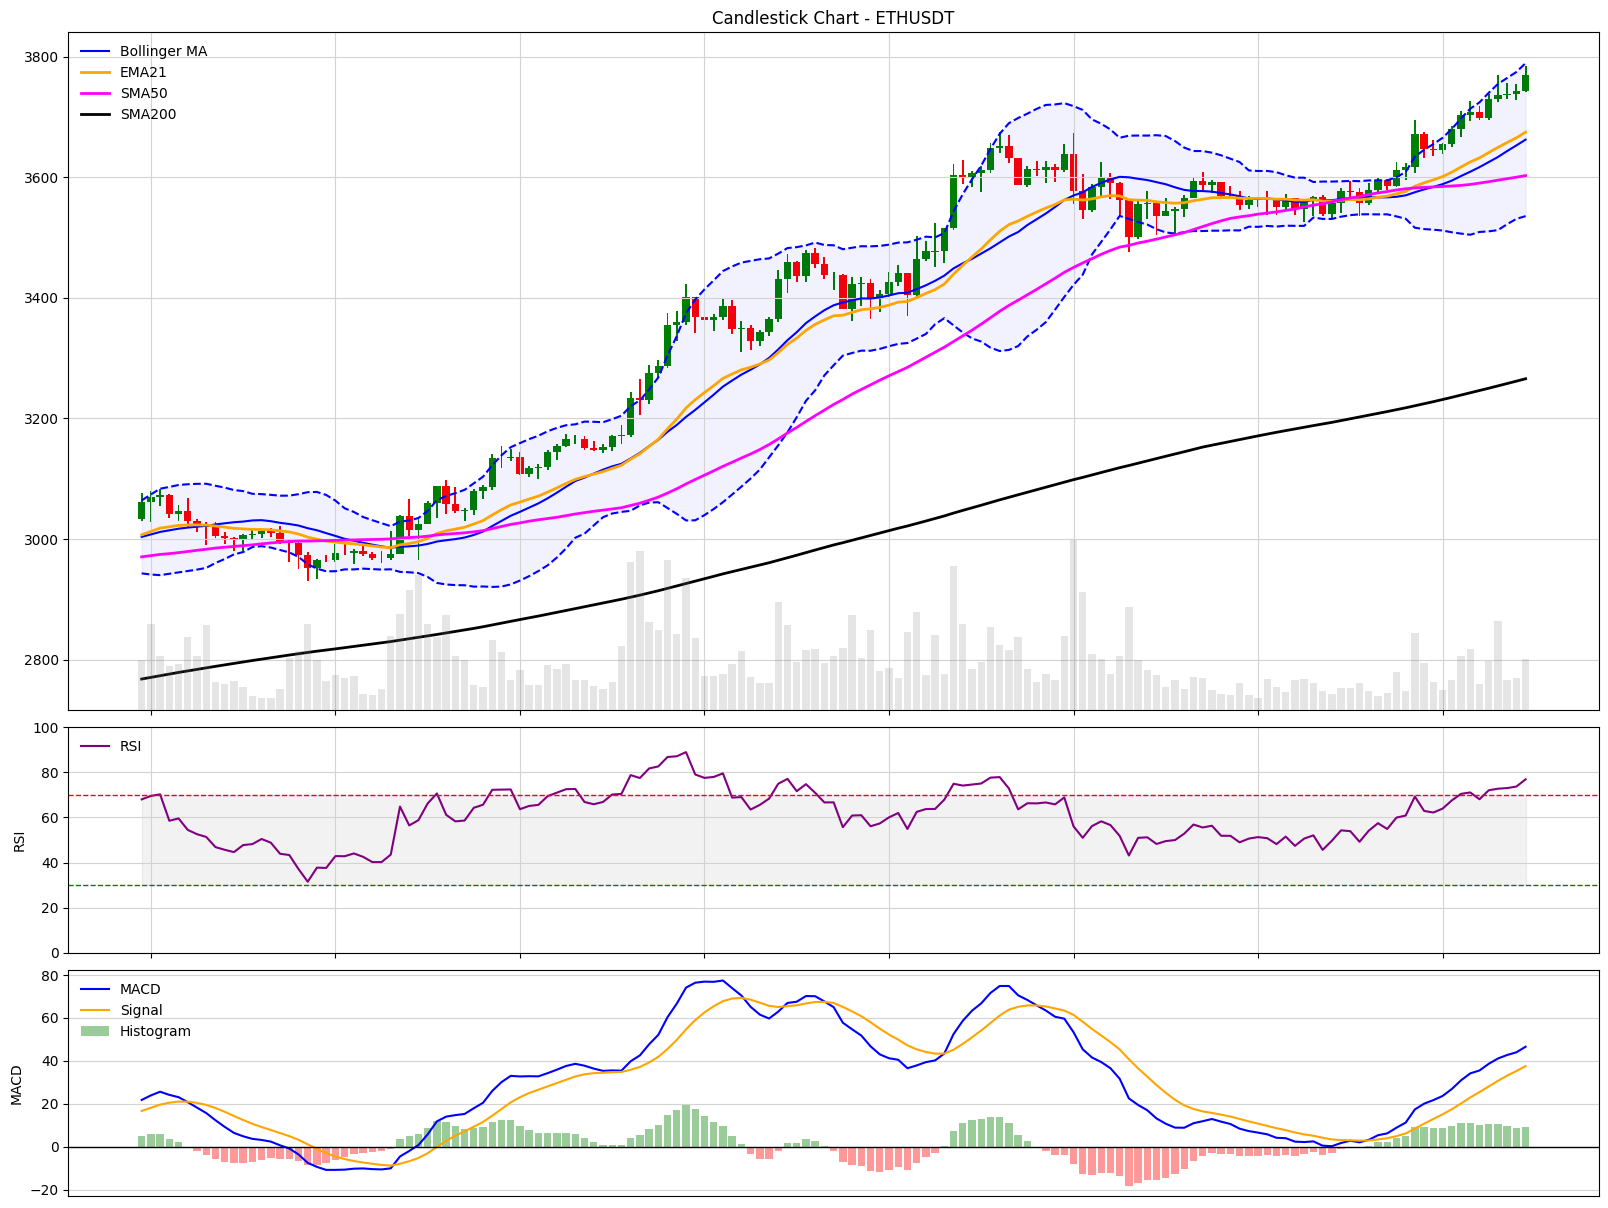 Candlestick Chart - ETHUSDT
Bollinger MA
EMA21
SMA50
SMA200
3800
3600
3400
3200
3000
2800
RSI
100
80
60
40
20
0
RSI
MACD
Signal
Histogram
80
60
40
20
0
−20
MACD